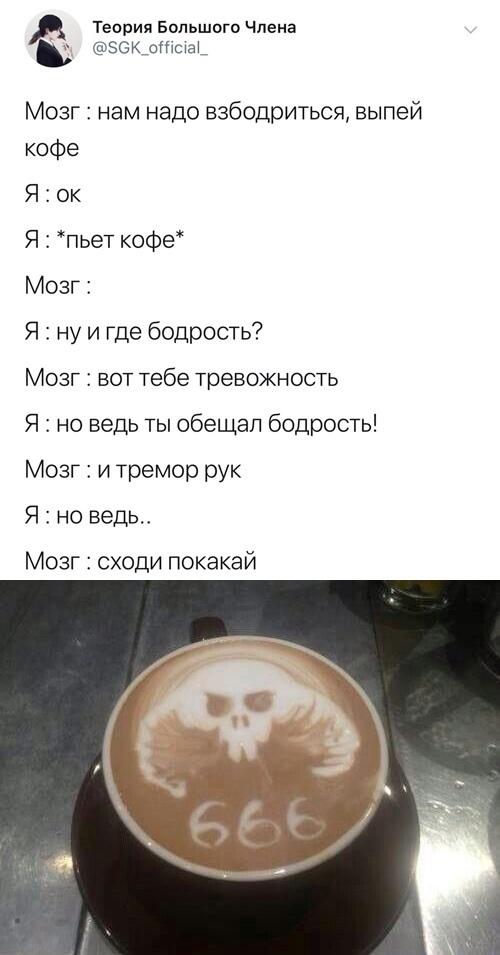 Теория Большого Члена
@SGK_official_
Мозг : нам надо взбодриться, выпей
кофе
Я : ок
Я : *пьет кофе*
Мозг :
Я : ну и где бодрость?
Мозг : вот тебе тревожность
Я : но ведь ты обещал бодрость!
Мозг : и тремор рук
Я : но ведь..
Мозг : сходи покакай
666